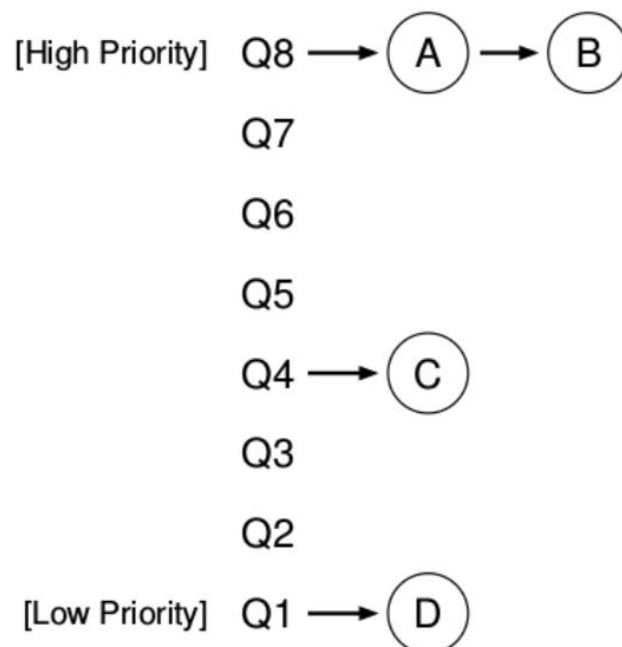 [High Priority] Q8 A B
Q7
Q6
Q5
Q4 C
Q3
Q2
[Low Priority] Q1 D